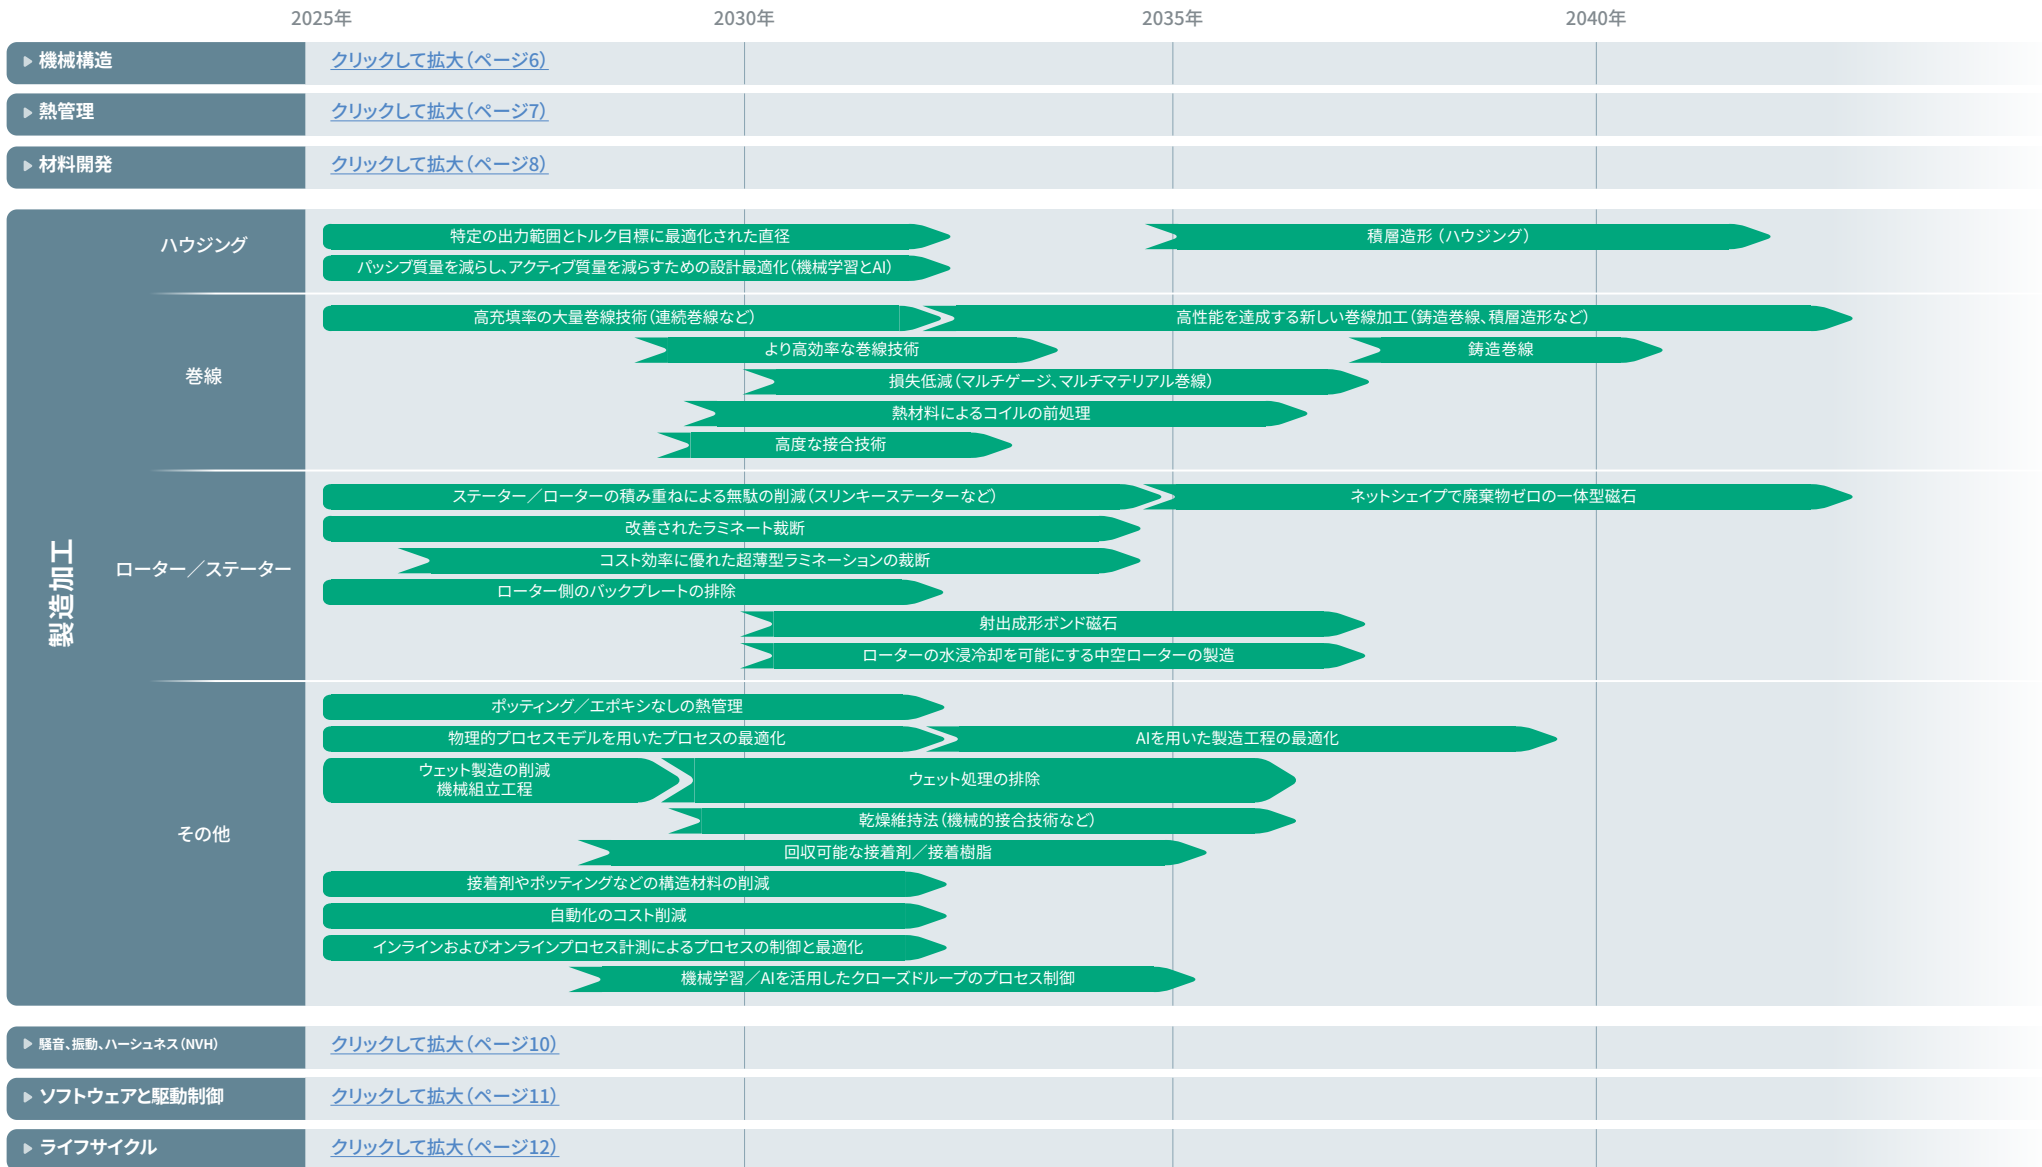 2025年
2030年
2035年
2040年
機械構造
クリックして拡大（ページ6）
熱管理
クリックして拡大（ページ7）
材料開発
クリックして拡大（ページ8）
製造加工
ハウジング
特定の出力範囲とトルク目標に最適化された直径
積層造形（ハウジング）
パッシブ質量を減らし、アクティブ質量を減らすための設計最適化（機械学習とAI）
巻線
高充填率の大量巻線技術（連続巻線など）
高性能を達成する新しい巻線加工（鋳造巻線、積層造形など）
より高効率な巻線技術
鋳造巻線
損失低減（マルチゲージ、マルチマテリアル巻線）
熱材料によるコイルの前処理
高度な接合技術
ローター／ステーター
ステーター／ローターの積み重ねによる無駄の削減（スリンキーステーターなど）
ネットシェイプで廃棄物ゼロの一体型磁石
改善されたラミネート裁断
コスト効率に優れた超薄型ラミネーションの裁断
ローター側のバックプレートの排除
射出成形ボンド磁石
ローターの水浸冷却を可能にする中空ローターの製造
その他
ポッティング／エポキシなしの熱管理
物理的プロセスモデルを用いたプロセスの最適化
AIを用いた製造工程の最適化
ウェット製造の削減
機械組立工程
ウェット処理の排除
乾燥維持法（機械的接合技術など）
回収可能な接着剤／接着樹脂
接着剤やポッティングなどの構造材料の削減
自動化のコスト削減
インラインおよびオンラインプロセス計測によるプロセスの制御と最適化
機械学習／AIを活用したクローズドループのプロセス制御
騒音、振動、ハーシュネス（NVH）
クリックして拡大（ページ10）
ソフトウェアと駆動制御
クリックして拡大（ページ11）
ライフサイクル
クリックして拡大（ページ12）